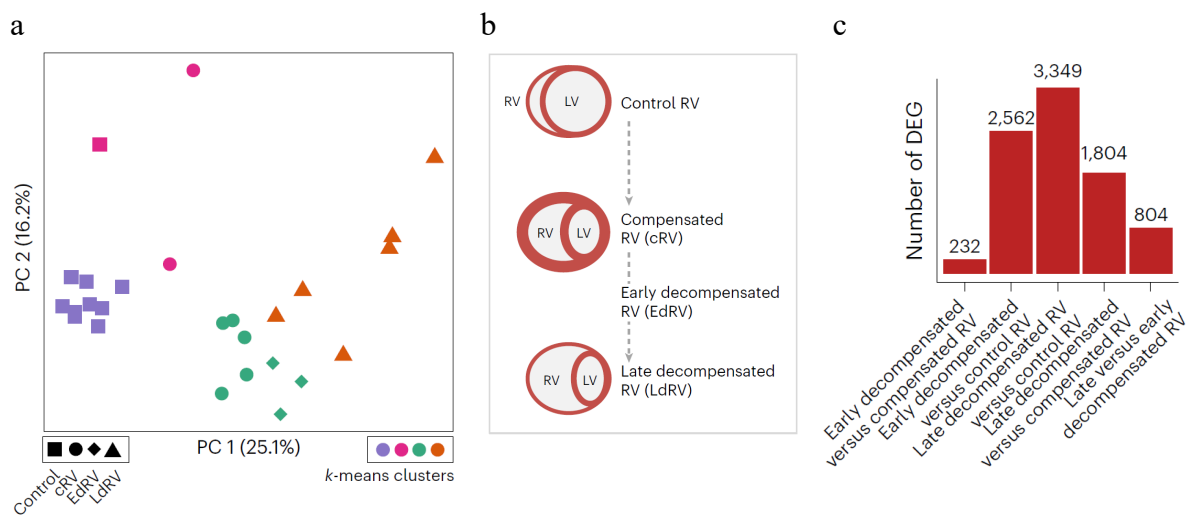 a
PC 2 (16.2%)
PC 1 (25.1%)
Control
cRV
EdRV
LdRV
k-means clusters
b
RV
LV
Control RV
RV
LV
Compensated
RV (cRV)
Early decompensated
RV (EdRV)
RV
LV
Late decompensated
RV (LdRV)
c
Number of DEG
232
2,562
3,349
1,804
804
Early decompensated
versus compensated RV
Early decompensated
versus control RV
Late decompensated RV
versus control RV
Late decompensated
versus compensated RV
Late versus early
decompensated RV